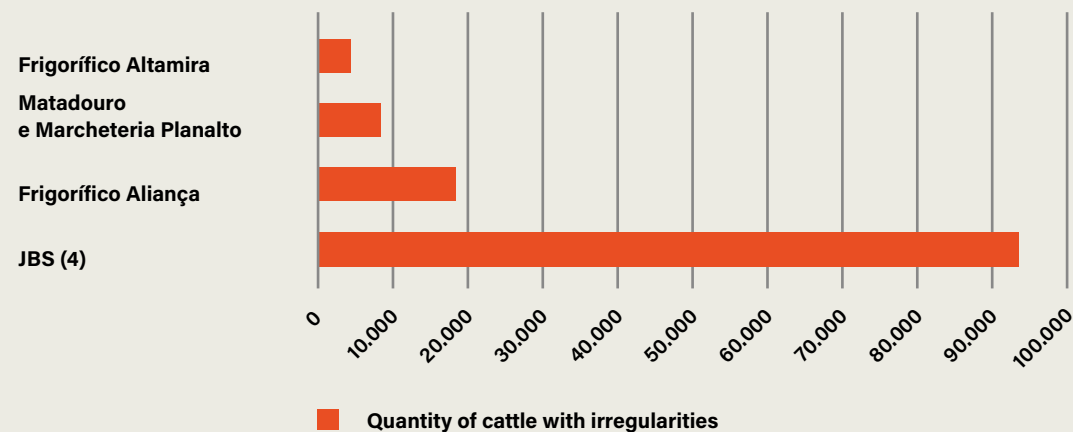 Frigorífico Altamira
Matadouro
e Marcheteria Planalto
Frigorífico Aliança
JBS (4)
0
10.000
20.000
30.000
40.000
50.000
60.000
70.000
80.000
90.000
100.000
Quantity of cattle with irregularities